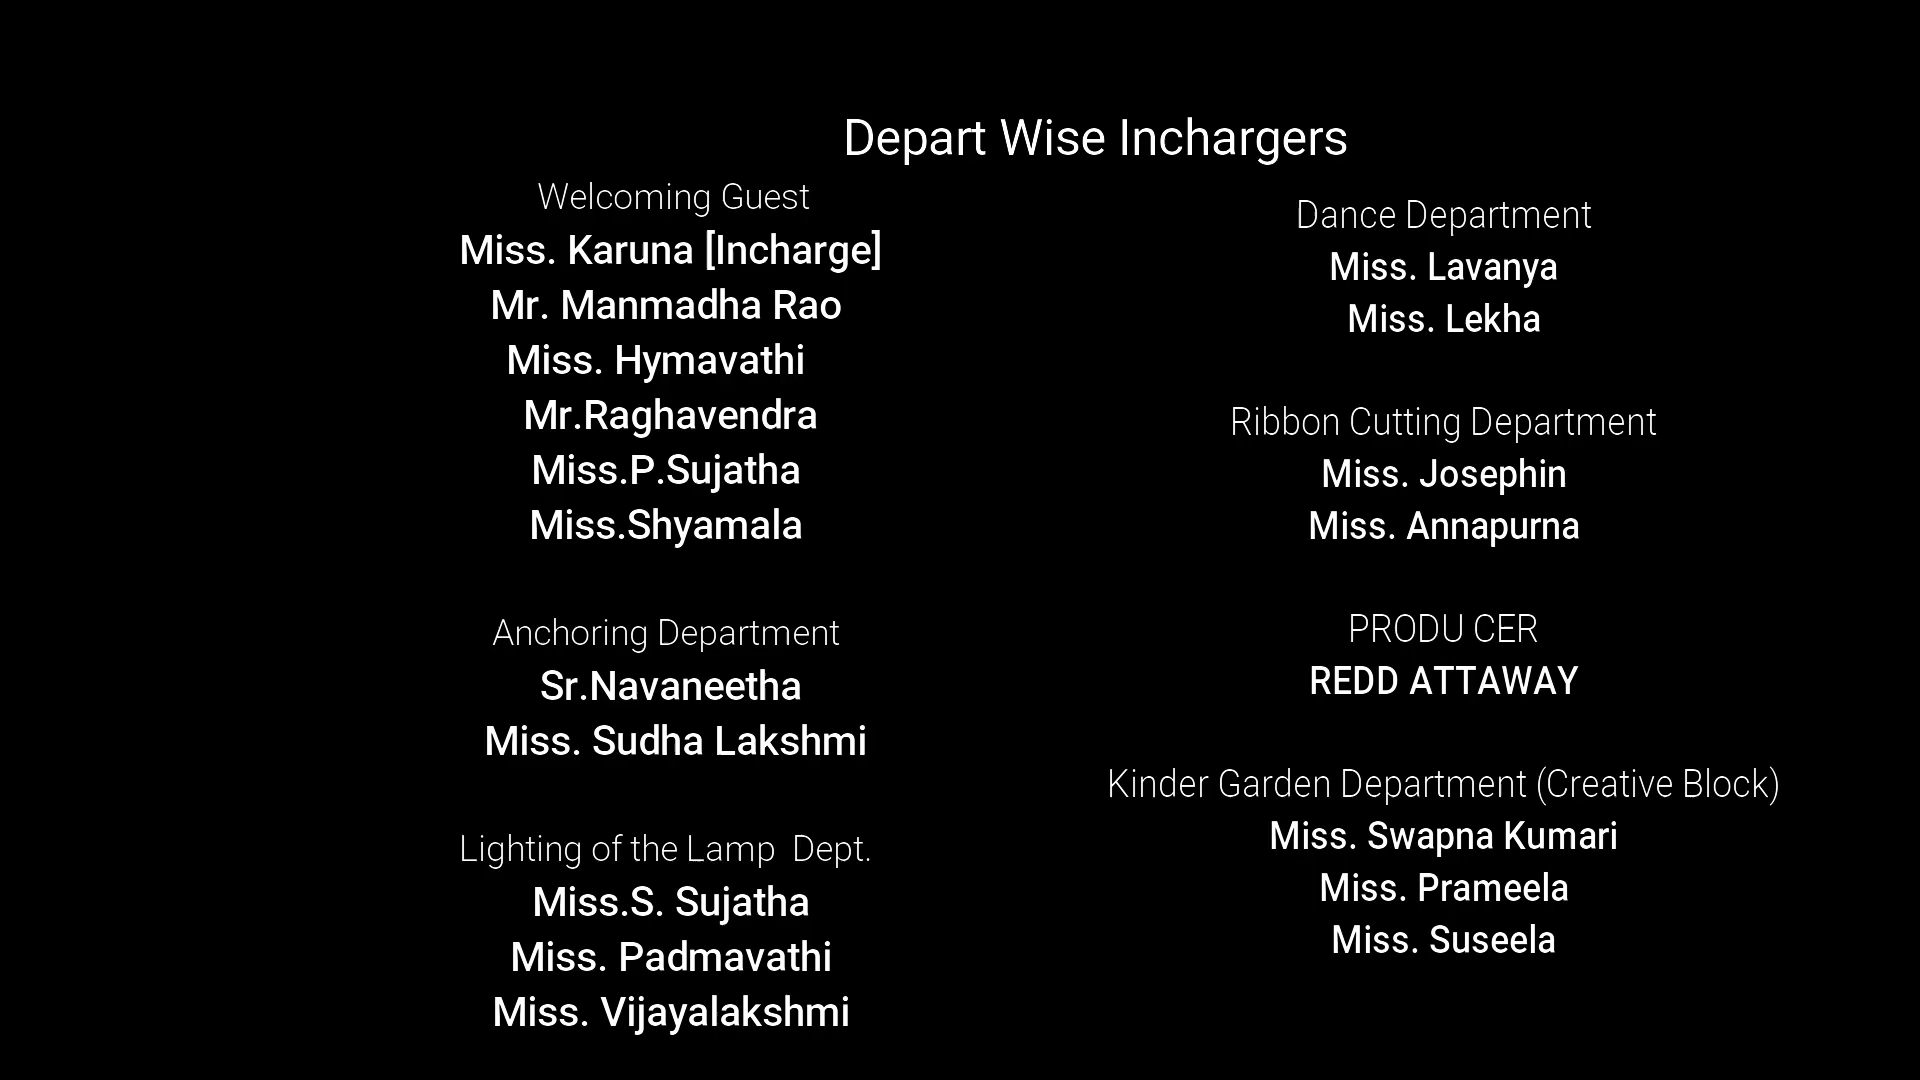 Depart Wise Inchargers
Welcoming Guest
Miss. Karuna [Incharge]
Mr. Manmadha Rao
Miss. Hymavathi
Mr.Raghavendra
Miss.P.Sujatha
Miss.Shyamala
Anchoring Department
Sr.Navaneetha
Miss. Sudha Lakshmi
Lighting of the Lamp  Dept.
Miss.S. Sujatha
Miss. Padmavathi
Miss. Vijayalakshmi
Dance Department
Miss. Lavanya
Miss. Lekha
Ribbon Cutting Department
Miss. Josephin
Miss. Annapurna
PRODU CER
REDD ATTAWAY
Kinder Garden Department (Creative Block)
Miss. Swapna Kumari
Miss. Prameela
Miss. Suseela